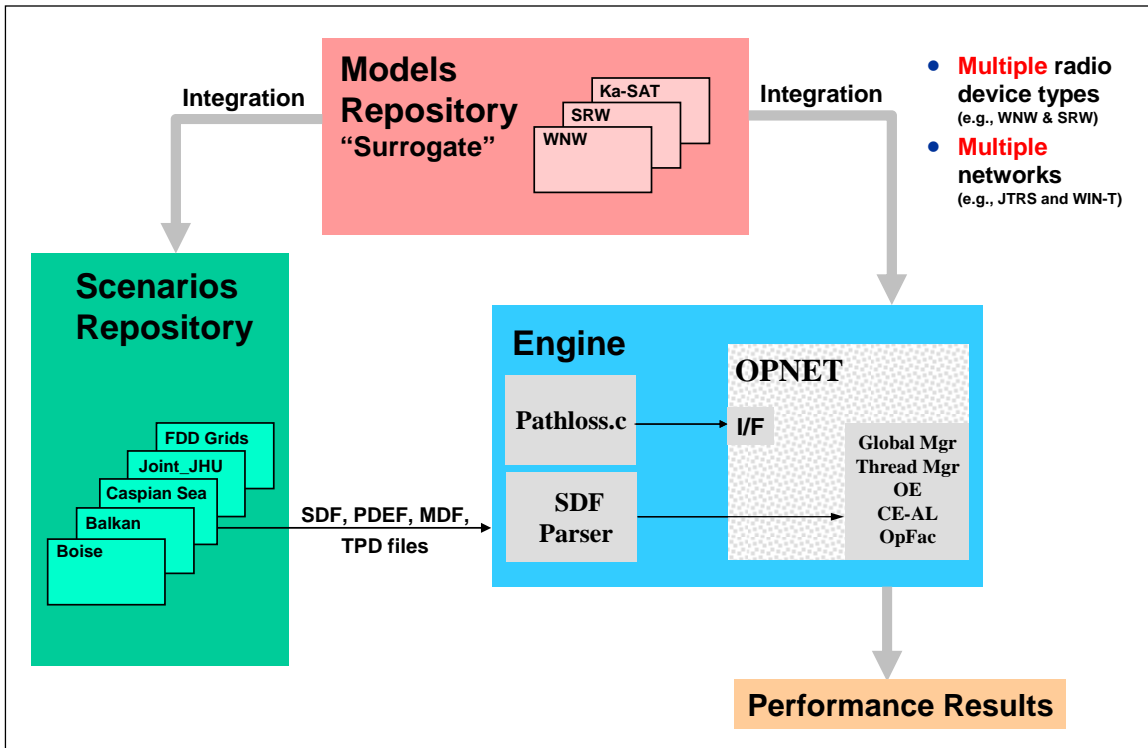 Models
Repository
“Surrogate”
Ka-SAT
SRW
WNW
Integration
Integration
• Multiple radio
device types
(e.g., WNW & SRW)
• Multiple
networks
(e.g., JTRS and WIN-T)
Scenarios
Repository
FDD Grids
Joint_JHU
Caspian Sea
Balkan
Boise
SDF, PDEF, MDF,
TPD files
Engine
Pathloss.c
SDF
Parser
OPNET
I/F
Global Mgr
Thread Mgr
OE
CE-AL
OpFac
Performance Results